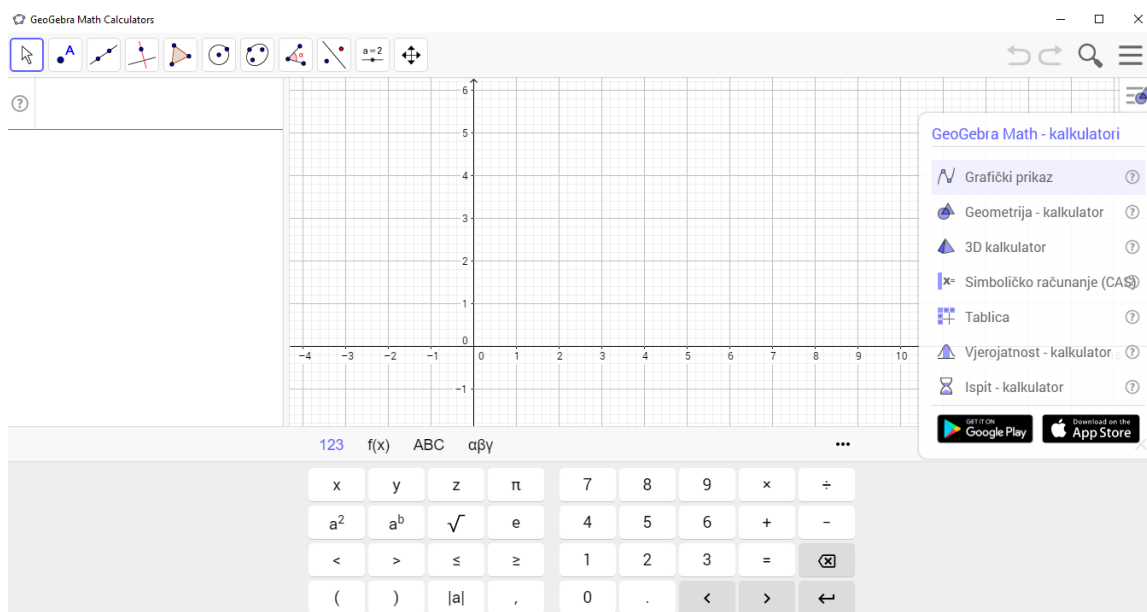 GeoGebra Math Calculators
A
α
a=2
?
6
5
4
3
2
1
0
−1
−4 −3 −2 −1 0 1 2 3 4 5 6 7 8 9 10
GeoGebra Math - kalkulatori
Grafički prikaz ?
Geometrija - kalkulator ?
3D kalkulator ?
x= Simboličko računanje (CAS) ?
Tablica ?
Vjerojatnost - kalkulator ?
Ispit - kalkulator ?
GET IT ON Google Play
Download on the App Store
123 f(x) ABC αβγ •••
x y z π 7 8 9 × ÷
a² aᵇ √ e 4 5 6 + −
< > ≤ ≥ 1 2 3 =
( ) |a| , 0 . < >